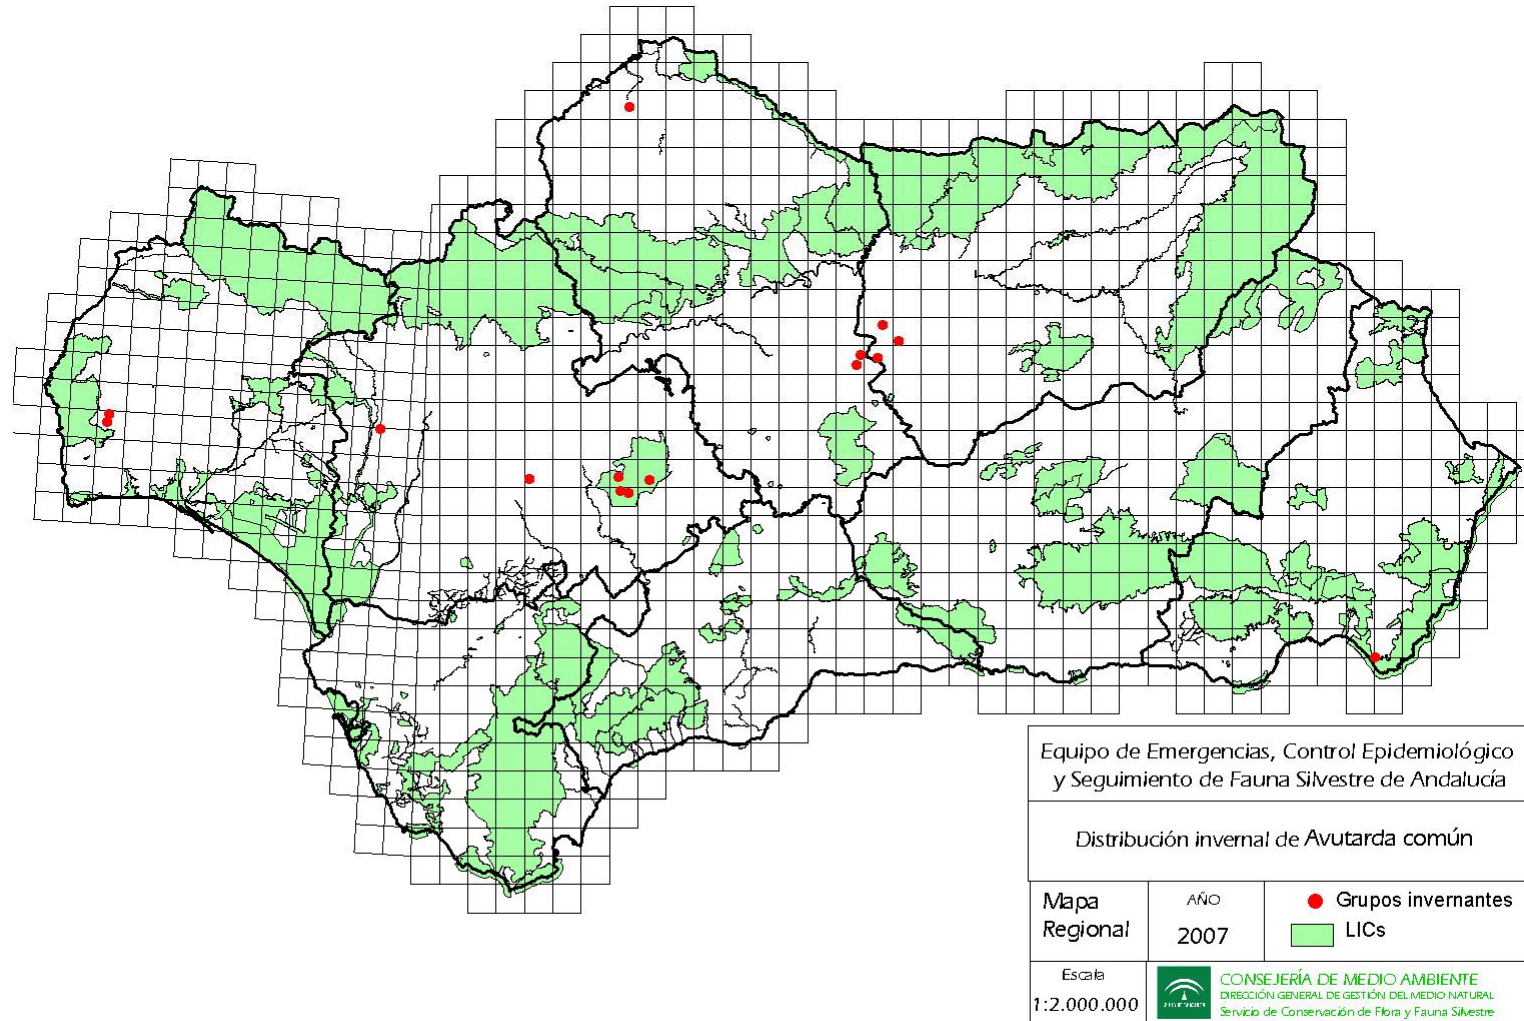 Equipo de Emergencias, Control Epidemiológico
y Seguimiento de Fauna Silvestre de Andalucía
Distribución invernal de Avutarda común
Mapa
Regional
AÑO
2007
Grupos invernantes
LICs
Escala
1:2.000.000
CONSEJERÍA DE MEDIO AMBIENTE
DIRECCIÓN GENERAL DE GESTIÓN DEL MEDIO NATURAL
Servicio de Conservación de Flora y Fauna Silvestre